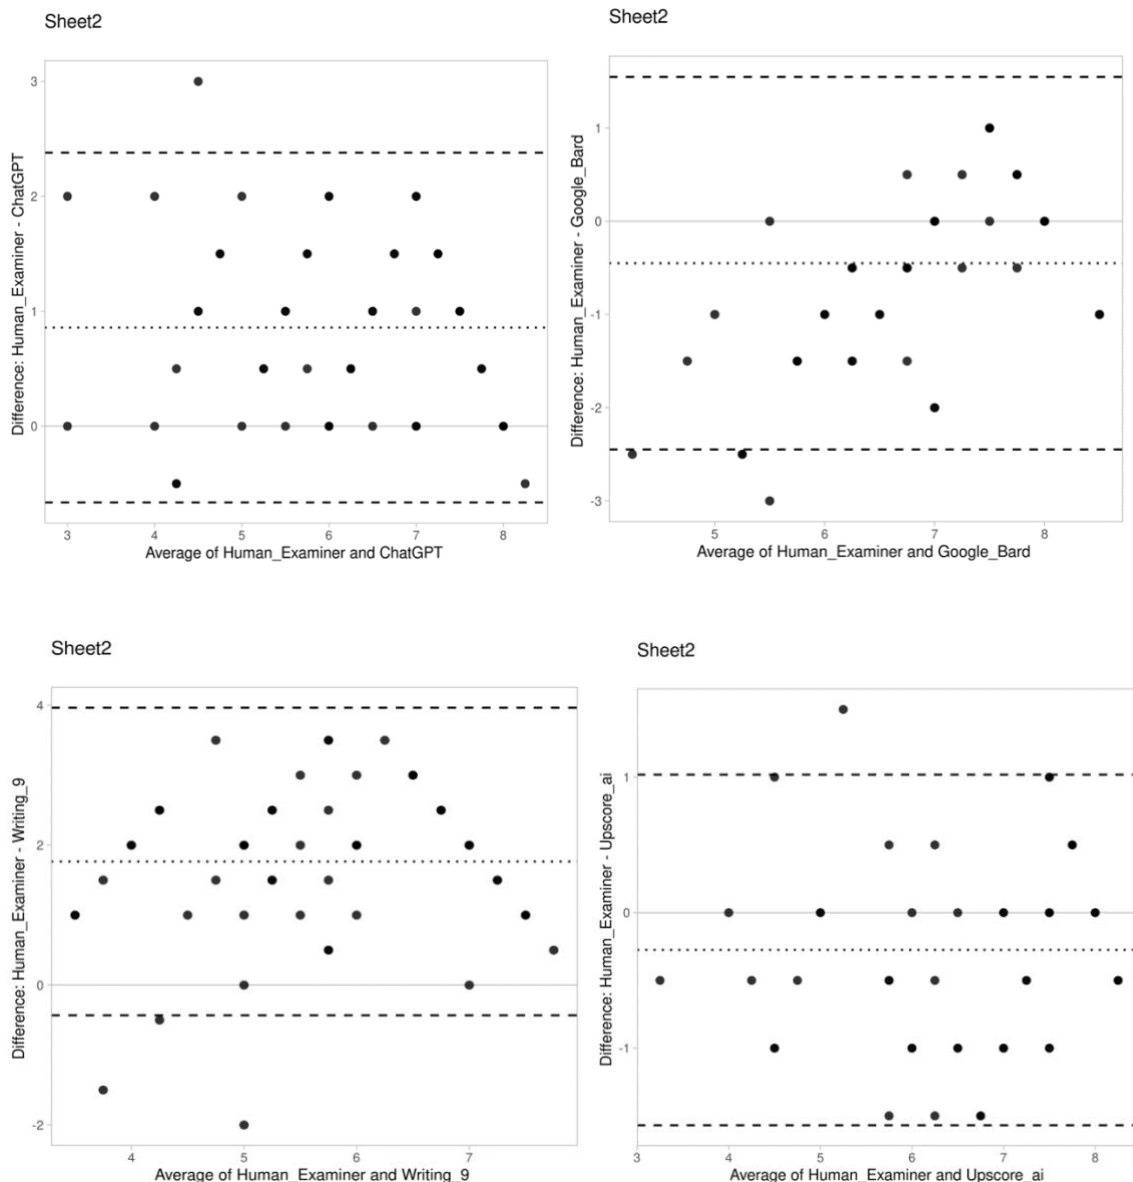 Sheet2
3
2
1
0
Difference: Human_Examiner - ChatGPT
3 4 5 6 7 8
Average of Human_Examiner and ChatGPT
Sheet2
1
0
-1
-2
-3
Difference: Human_Examiner - Google_Bard
5 6 7 8
Average of Human_Examiner and Google_Bard
Sheet2
4
2
0
-2
Difference: Human_Examiner - Writing_9
4 5 6 7
Average of Human_Examiner and Writing_9
Sheet2
1
0
-1
Difference: Human_Examiner - Upscore_ai
3 4 5 6 7 8
Average of Human_Examiner and Upscore_ai